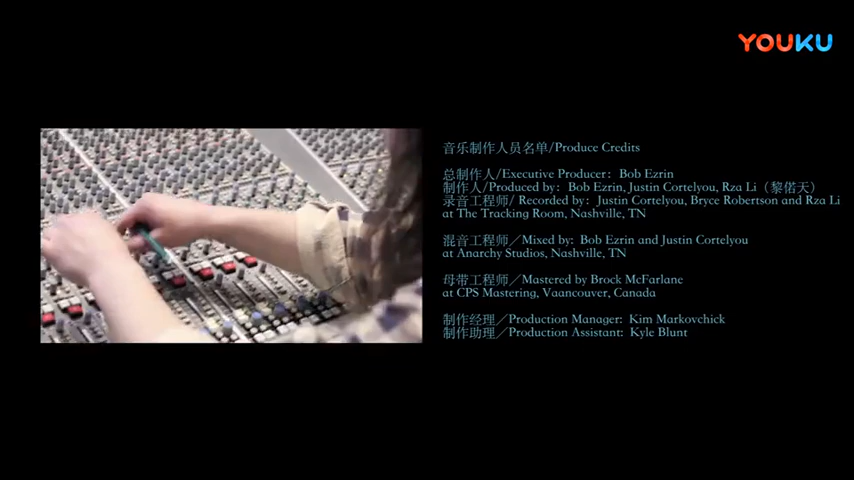 YOUKU
音乐制作人员名单/Produce Credits
总制作人/Executive Producer: Bob Ezrin
制作人/Produced by: Bob Ezrin, Justin Cortelyou, Rza Li（黎偌天）
录音工程师/ Recorded by: Justin Cortelyou, Bryce Robertson and Rza Li
at The Tracking Room, Nashville, TN
混音工程师／Mixed by: Bob Ezrin and Justin Cortelyou
at Anarchy Studios, Nashville, TN
母带工程师／Mastered by Brock McFarlane
at CPS Mastering, Vaancouver, Canada
制作经理／Production Manager: Kim Markovchick
制作助理／Production Assistant: Kyle Blunt